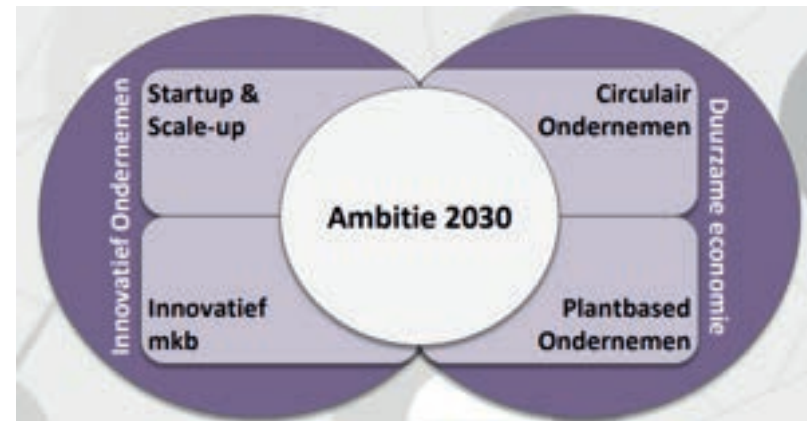 Innovatief Ondernemen
Startup &
Scale-up
Innovatief
mkb
Ambitie 2030
Circulair
Ondernemen
Plantbased
Ondernemen
Duurzame economie